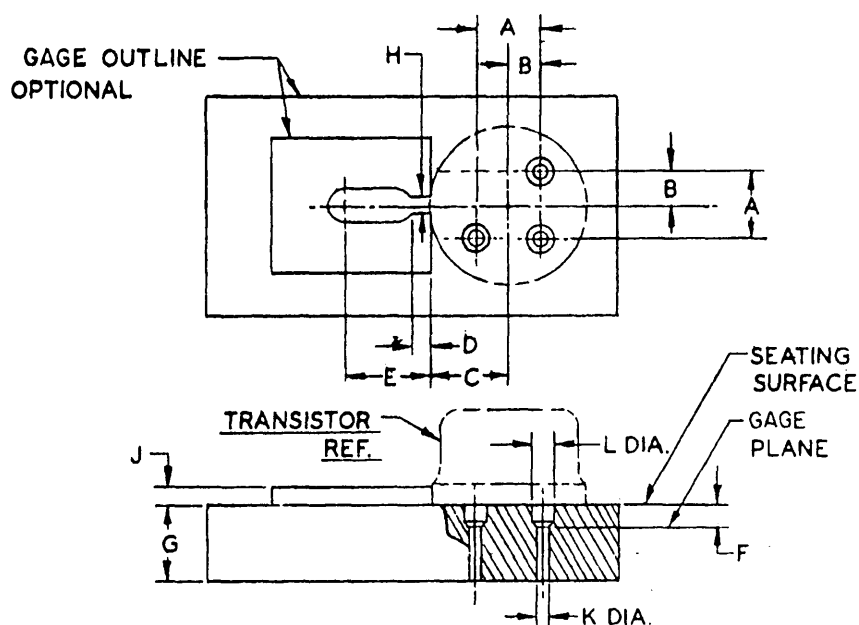 A
H
B
GAGE OUTLINE
OPTIONAL
B
A
D
E
C
SEATING
SURFACE
TRANSISTOR
REF.
L DIA.
GAGE
PLANE
J
G
F
K DIA.